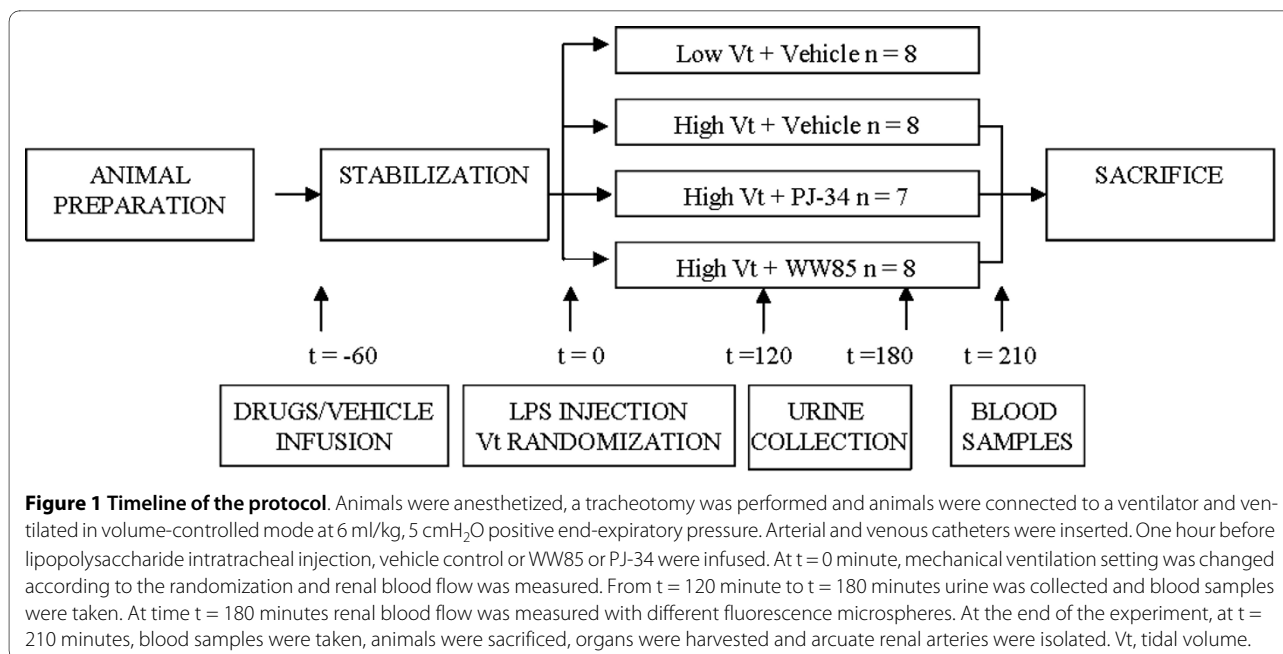 Low Vt + Vehicle n = 8
High Vt + Vehicle n = 8
ANIMAL
PREPARATION
STABILIZATION
High Vt + PJ-34 n = 7
SACRIFICE
High Vt + WW85 n = 8
t = -60
t = 0
t =120
t =180
t = 210
DRUGS/VEHICLE
INFUSION
LPS INJECTION
Vt RANDOMIZATION
URINE
COLLECTION
BLOOD
SAMPLES
Figure 1 Timeline of the protocol. Animals were anesthetized, a tracheotomy was performed and animals were connected to a ventilator and ven-
tilated in volume-controlled mode at 6 ml/kg, 5 cmH₂O positive end-expiratory pressure. Arterial and venous catheters were inserted. One hour before
lipopolysaccharide intratracheal injection, vehicle control or WW85 or PJ-34 were infused. At t = 0 minute, mechanical ventilation setting was changed
according to the randomization and renal blood flow was measured. From t = 120 minute to t = 180 minutes urine was collected and blood samples
were taken. At time t = 180 minutes renal blood flow was measured with different fluorescence microspheres. At the end of the experiment, at t =
210 minutes, blood samples were taken, animals were sacrificed, organs were harvested and arcuate renal arteries were isolated. Vt, tidal volume.